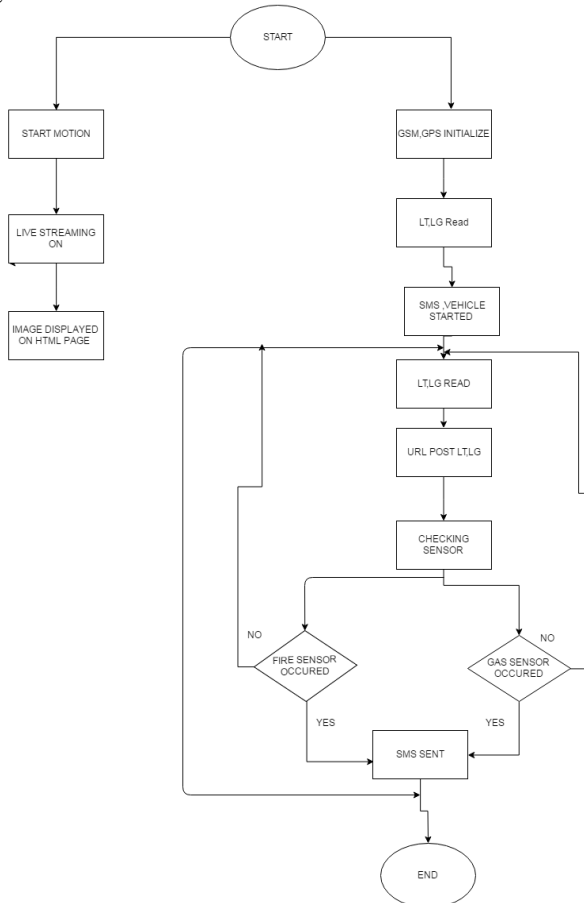 START
START MOTION
GSM,GPS INITIALIZE
LIVE STREAMING
ON
LT,LG Read
IMAGE DISPLAYED
ON HTML PAGE
SMS ,VEHICLE
STARTED
LT,LG READ
URL POST LT,LG
CHECKING
SENSOR
NO
FIRE SENSOR
OCCURED
YES
NO
GAS SENSOR
OCCURED
YES
SMS SENT
END